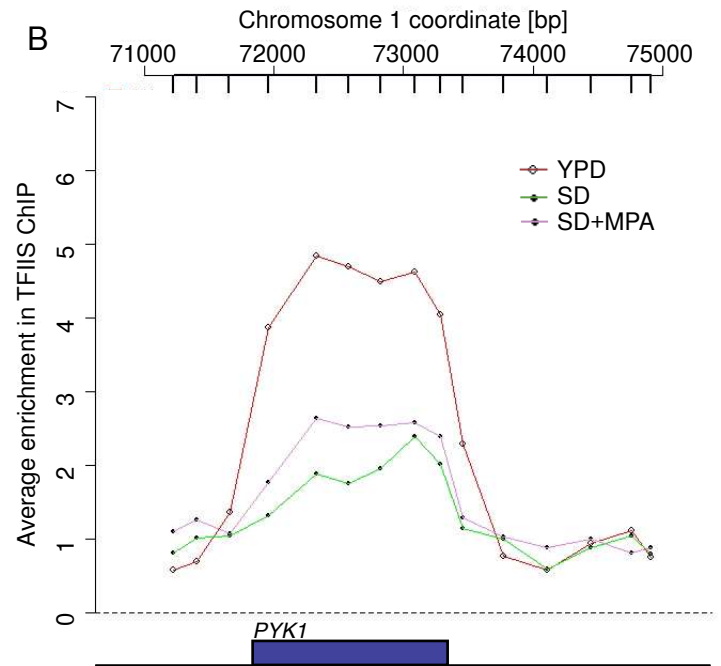 B
Chromosome 1 coordinate [bp]
71000 72000 73000 74000 75000
7
6
5
4
3
2
1
0
Average enrichment in TFIIS ChIP
YPD
SD
SD+MPA
PYK1